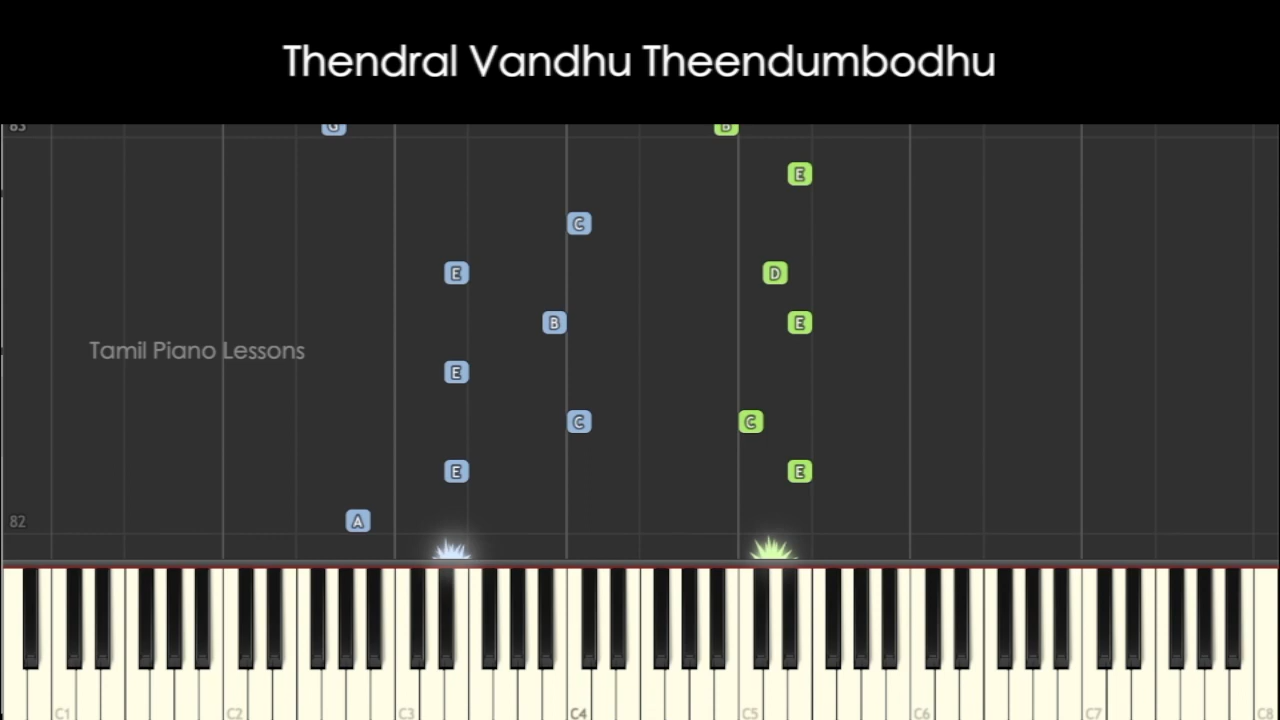 Thendral Vandhu Theendumbodhu
83
G B
E
C
E D
B E
Tamil Piano Lessons
E
C C
E E
82 A
C1 C2 C3 C4 C5 C6 C7 C8